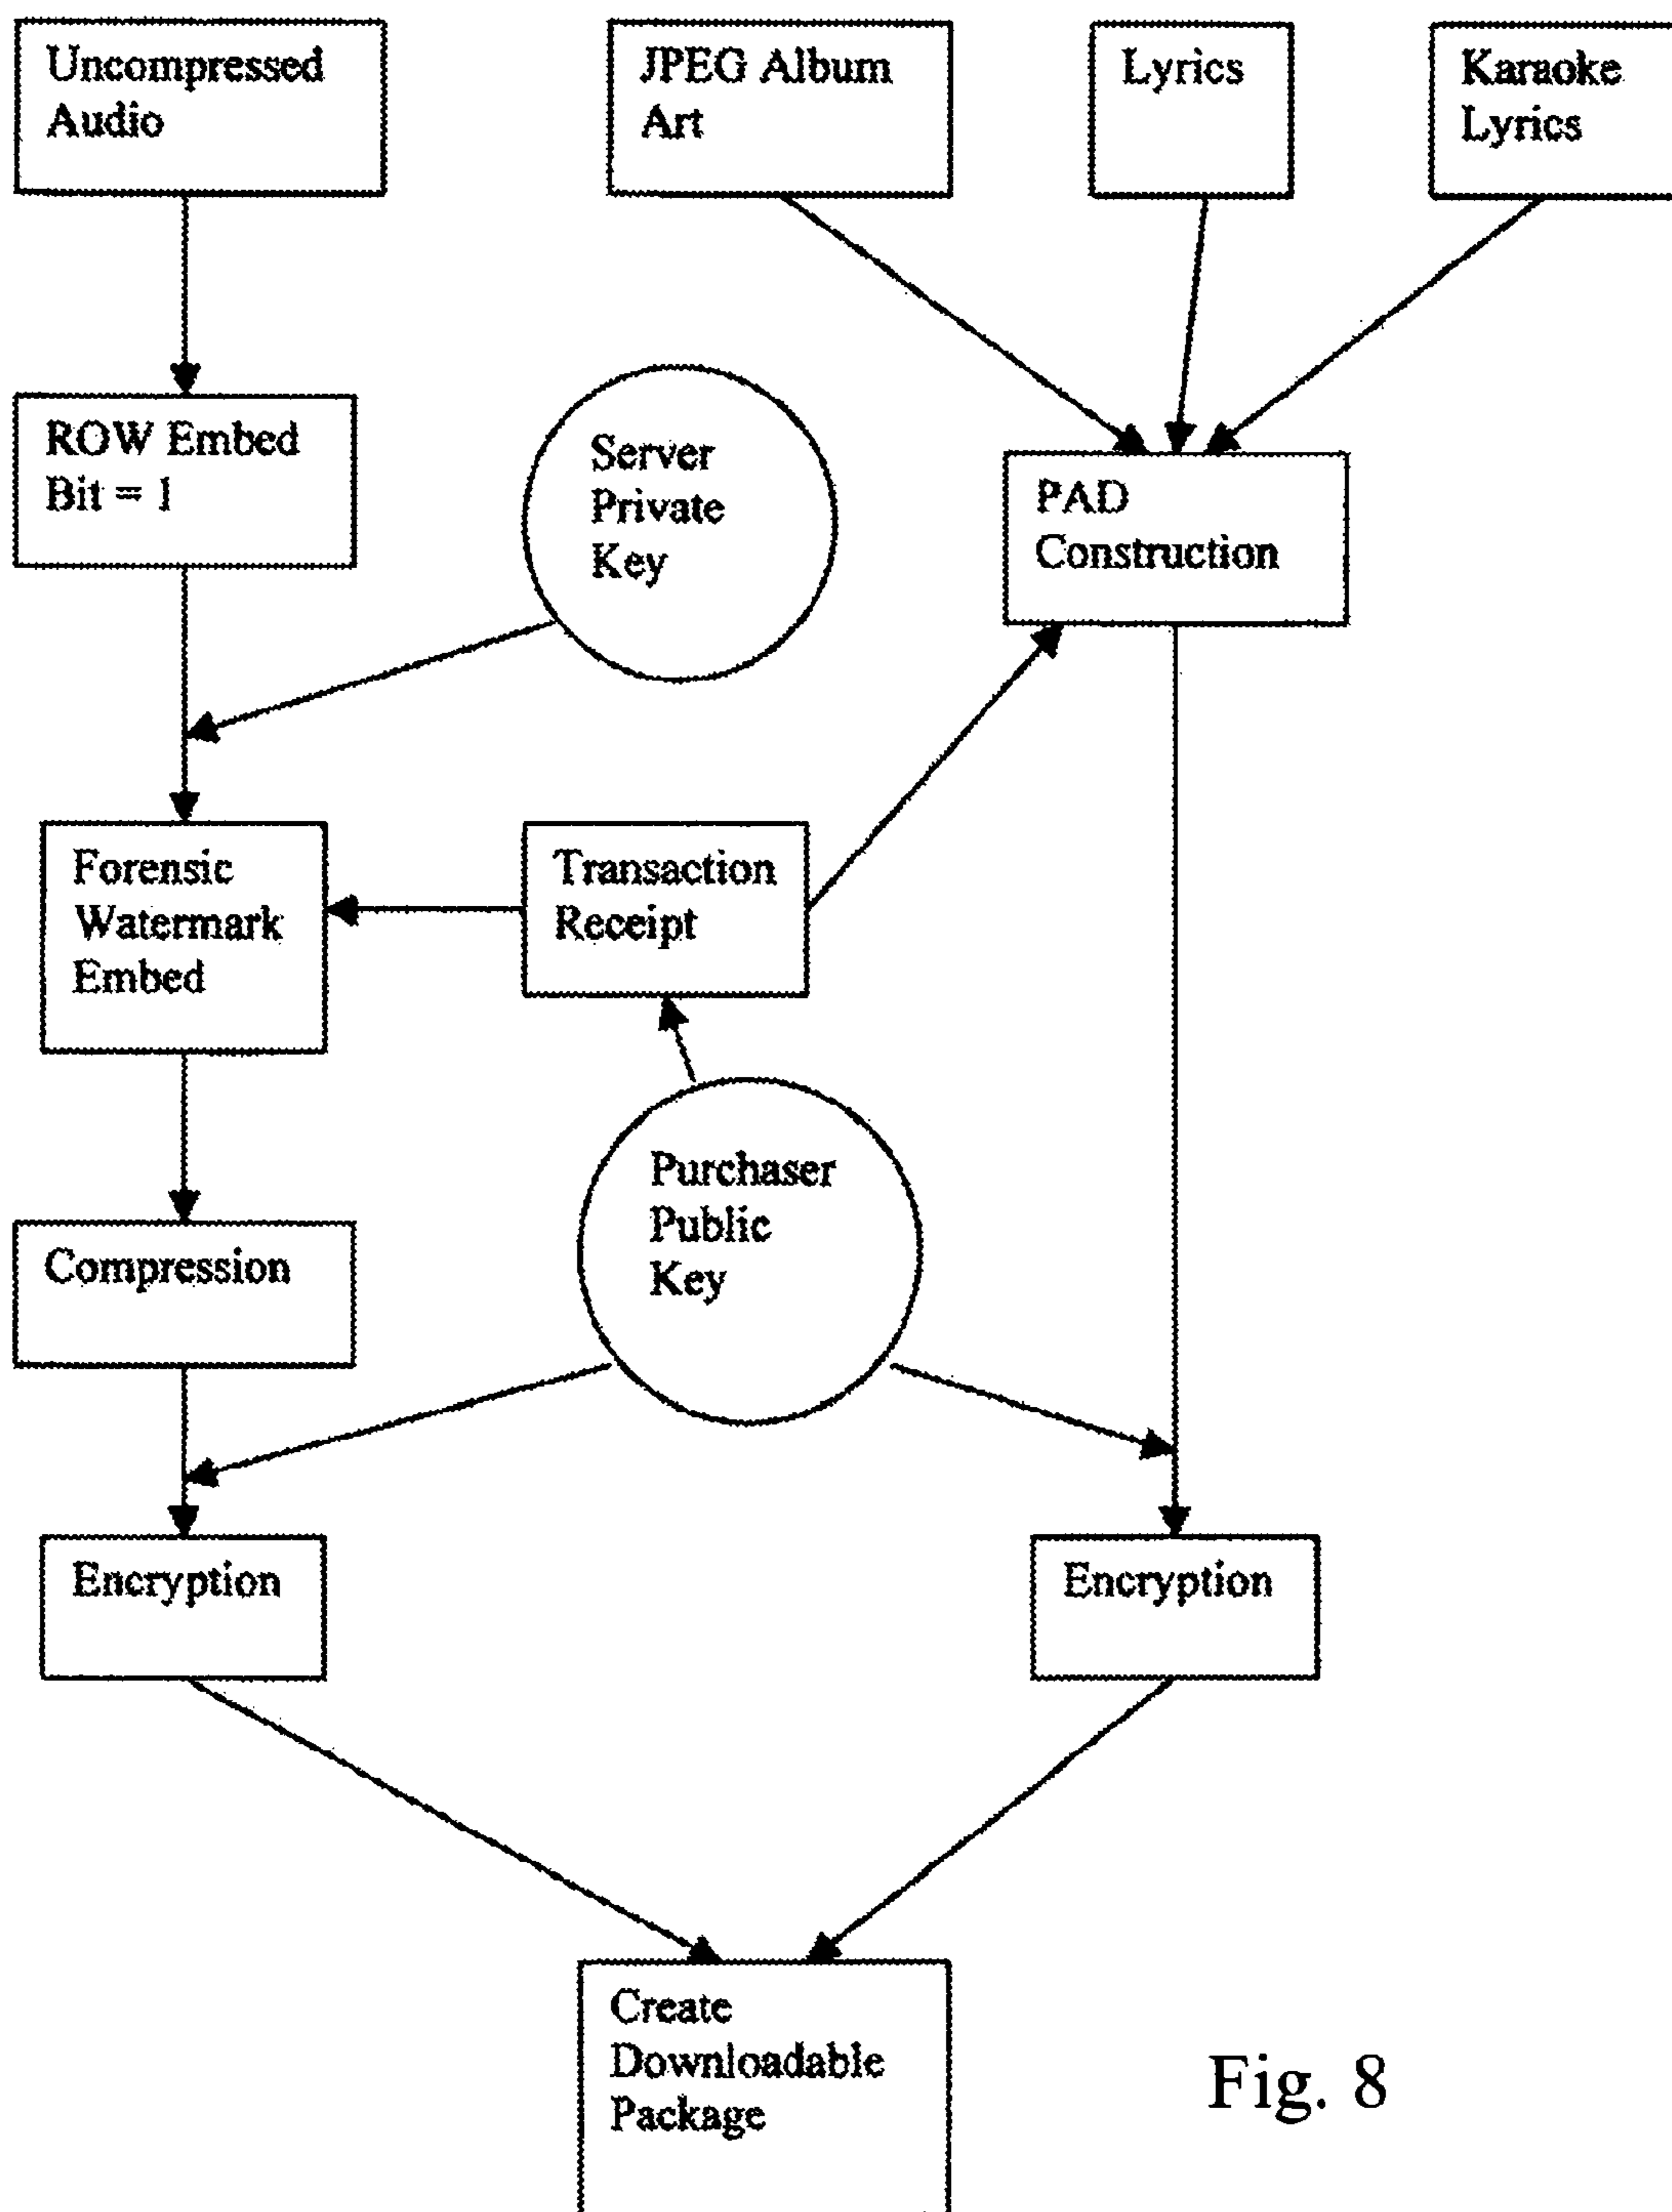 Uncompressed
Audio
JPEG Album
Art
Lyrics
Karaoke
Lyrics
ROW Embed
Bit = 1
Server
Private
Key
PAD
Construction
Forensic
Watermark
Embed
Transaction
Receipt
Compression
Purchaser
Public
Key
Encryption
Encryption
Create
Downloadable
Package
Fig. 8